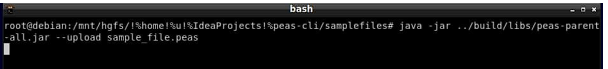 bash
root@debian:/mnt/hgfs/!%home!%u!%IdeaProjects!%peas-cli/samplefiles# java -jar ../build/libs/peas-parent
-all.jar --upload sample_file.peas